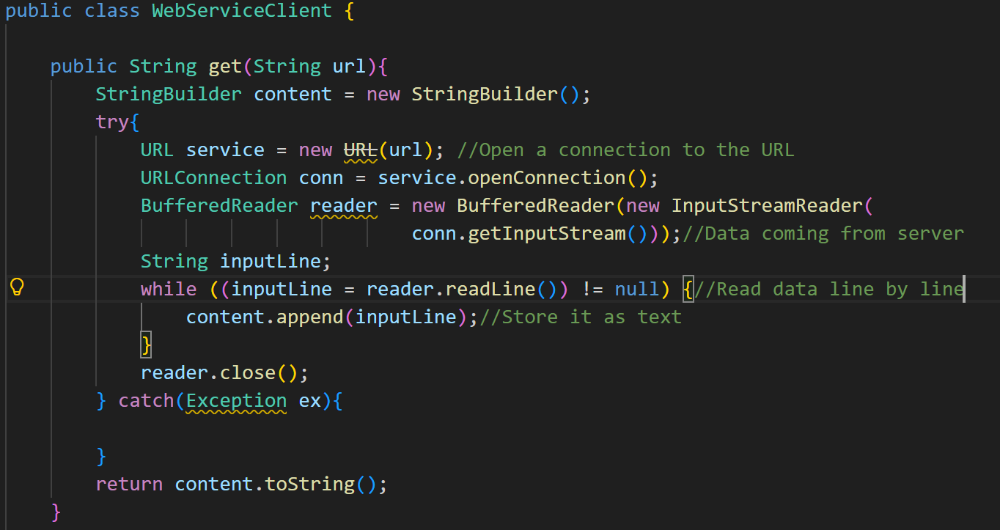 public class WebServiceClient {
public String get(String url){
StringBuilder content = new StringBuilder();
try{
URL service = new URL(url); //Open a connection to the URL
URLConnection conn = service.openConnection();
BufferedReader reader = new BufferedReader(new InputStreamReader(
conn.getInputStream()));//Data coming from server
String inputLine;
while ((inputLine = reader.readLine()) != null) {//Read data line by line
content.append(inputLine);//Store it as text
}
reader.close();
} catch(Exception ex){
}
return content.toString();
}